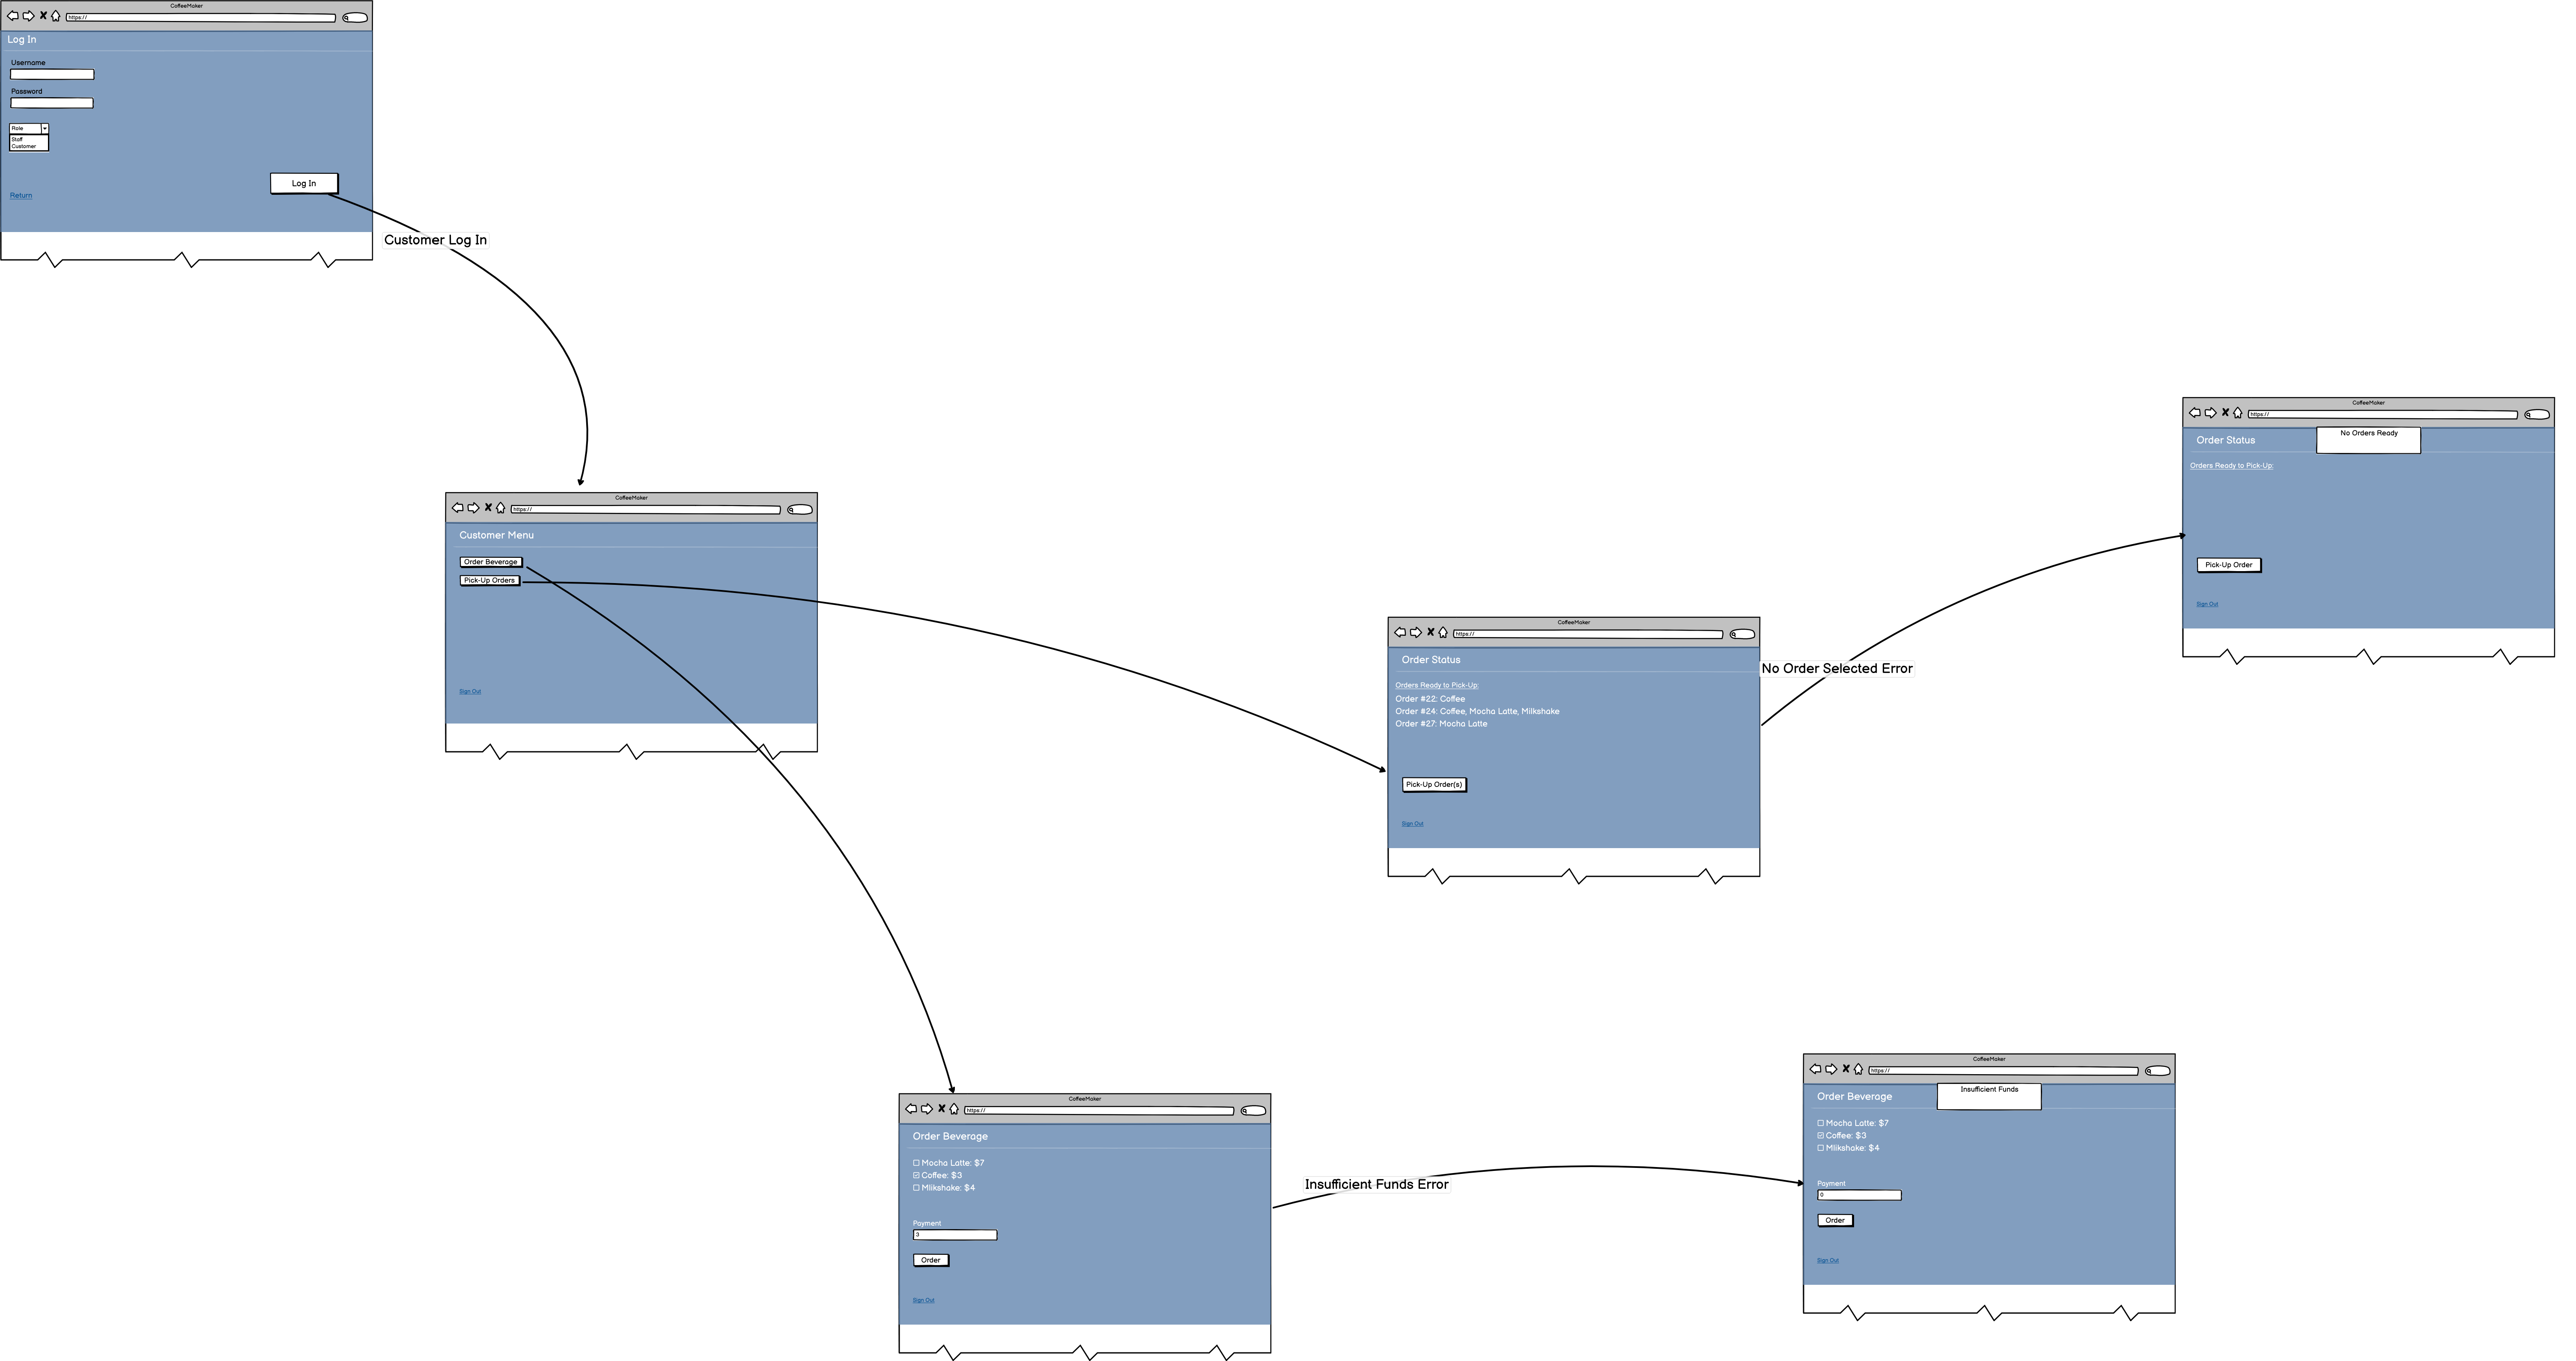 CoffeeMaker
https://
Log In
Username
Password
Role
Staff
Customer
Log In
Return
Customer Log In
CoffeeMaker
https://
Customer Menu
Order Beverage
Pick-Up Orders
Sign Out
CoffeeMaker
https://
Order Status
Orders Ready to Pick-Up:
Order #22: Coffee
Order #24: Coffee, Mocha Latte, Milkshake
Order #27: Mocha Latte
Pick-Up Order(s)
Sign Out
No Order Selected Error
CoffeeMaker
https://
No Orders Ready
Order Status
Orders Ready to Pick-Up:
Pick-Up Order
Sign Out
CoffeeMaker
https://
Order Beverage
Mocha Latte: $7
Coffee: $3
Mlikshake: $4
Payment
3
Order
Sign Out
Insufficient Funds Error
CoffeeMaker
https://
Insufficient Funds
Order Beverage
Mocha Latte: $7
Coffee: $3
Mlikshake: $4
Payment
0
Order
Sign Out